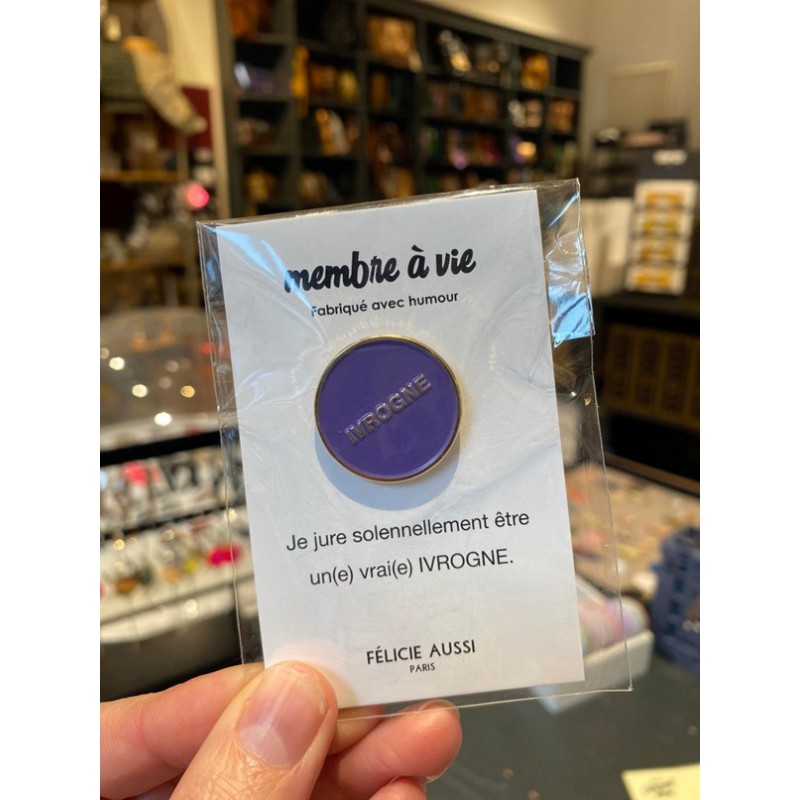 membre à vie
Fabriqué avec humour
IVROGNE
Je jure solennellement être
un(e) vrai(e) IVROGNE.
FÉLICIE AUSSI
PARIS